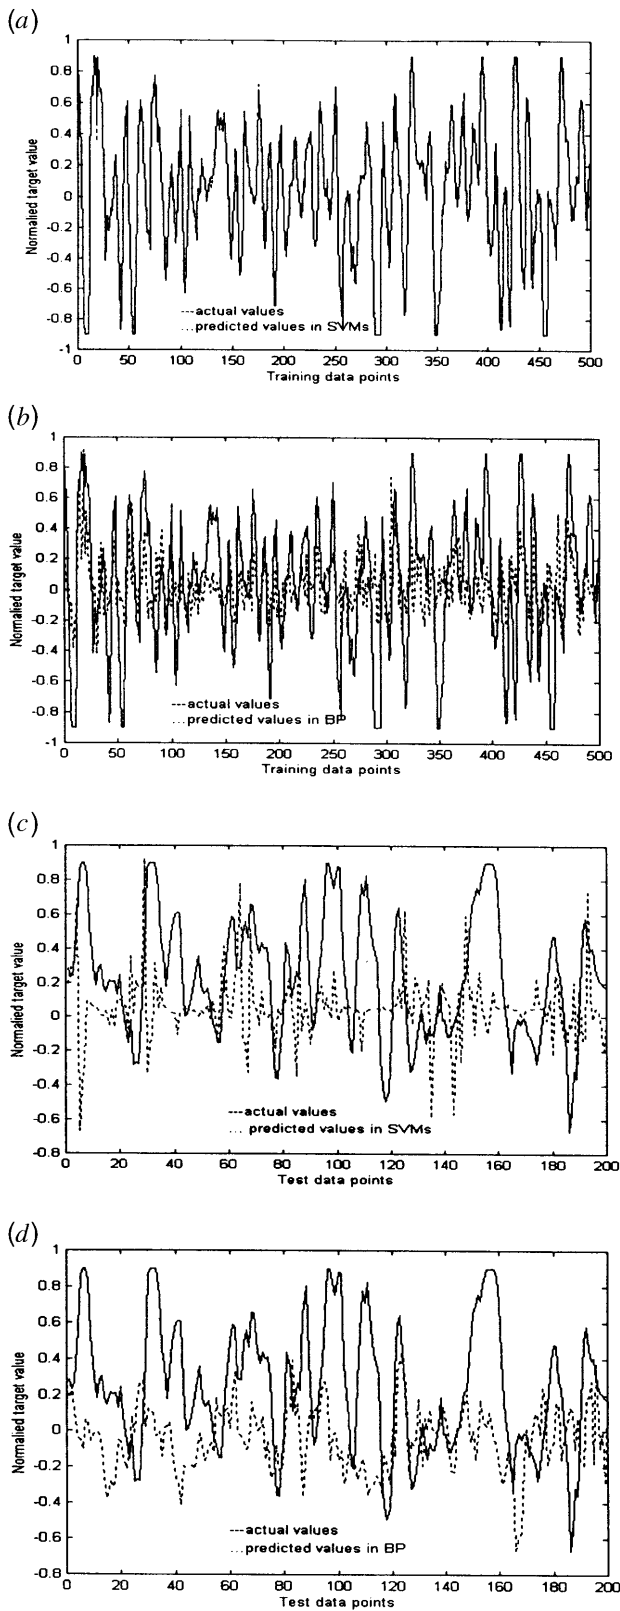 (a)
1
0.8
0.6
0.4
0.2
0
-0.2
-0.4
-0.6
-0.8
-1
Normalied target value
---actual values
... predicted values in SVMs
0 50 100 150 200 250 300 350 400 450 500
Training data points
(b)
1
0.8
0.6
0.4
0.2
0
-0.2
-0.4
-0.6
-0.8
-1
Normalied target value
---actual values
... predicted values in BP
0 50 100 150 200 250 300 350 400 450 500
Training data points
(c)
1
0.8
0.6
0.4
0.2
0
-0.2
-0.4
-0.6
-0.8
Normalied target value
---actual values
... predicted values in SVMs
0 20 40 60 80 100 120 140 160 180 200
Test data points
(d)
1
0.8
0.6
0.4
0.2
0
-0.2
-0.4
-0.6
-0.8
Normalied target value
---actual values
... predicted values in BP
0 20 40 60 80 100 120 140 160 180 200
Test data points